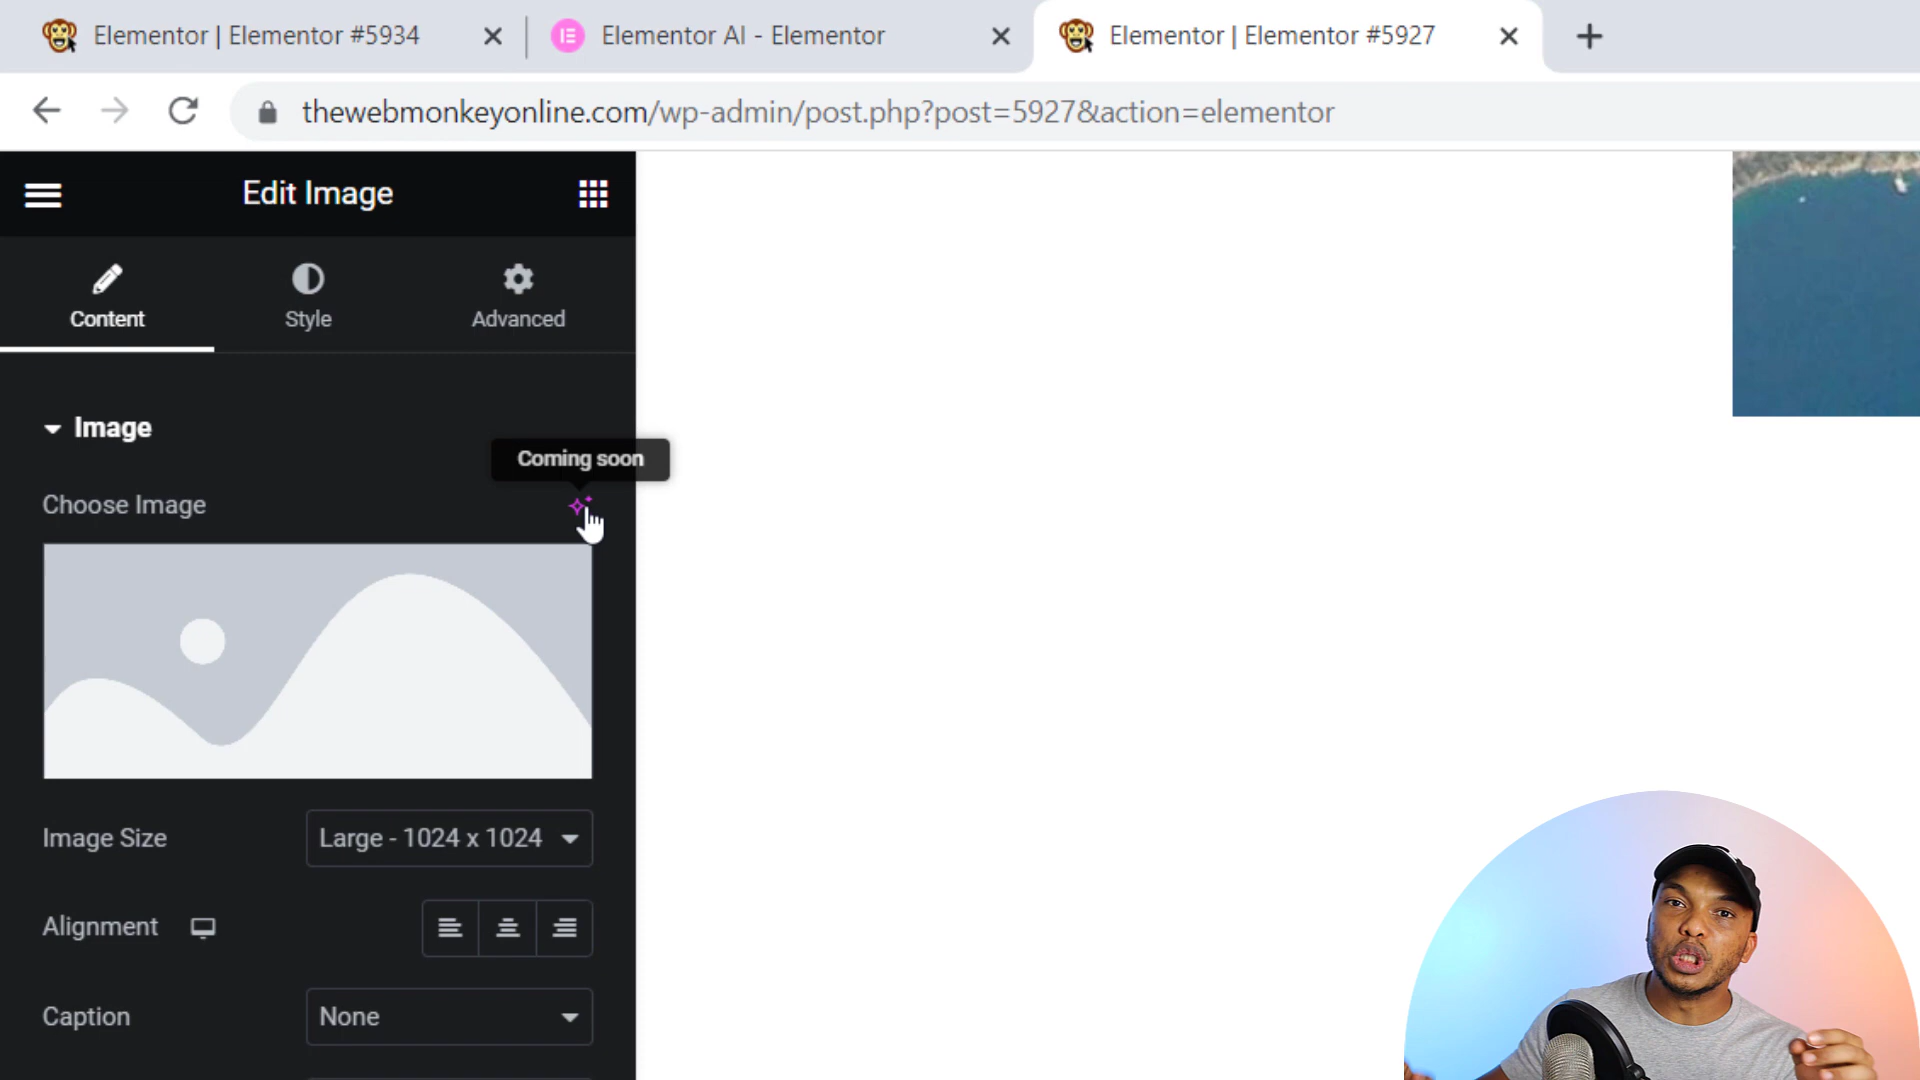 Elementor | Elementor #5934
Elementor AI - Elementor
Elementor | Elementor #5927
thewebmonkeyonline.com/wp-admin/post.php?post=5927&action=elementor
Edit Image
Content
Style
Advanced
Image
Coming soon
Choose Image
Image Size
Large - 1024 x 1024
Alignment
Caption
None